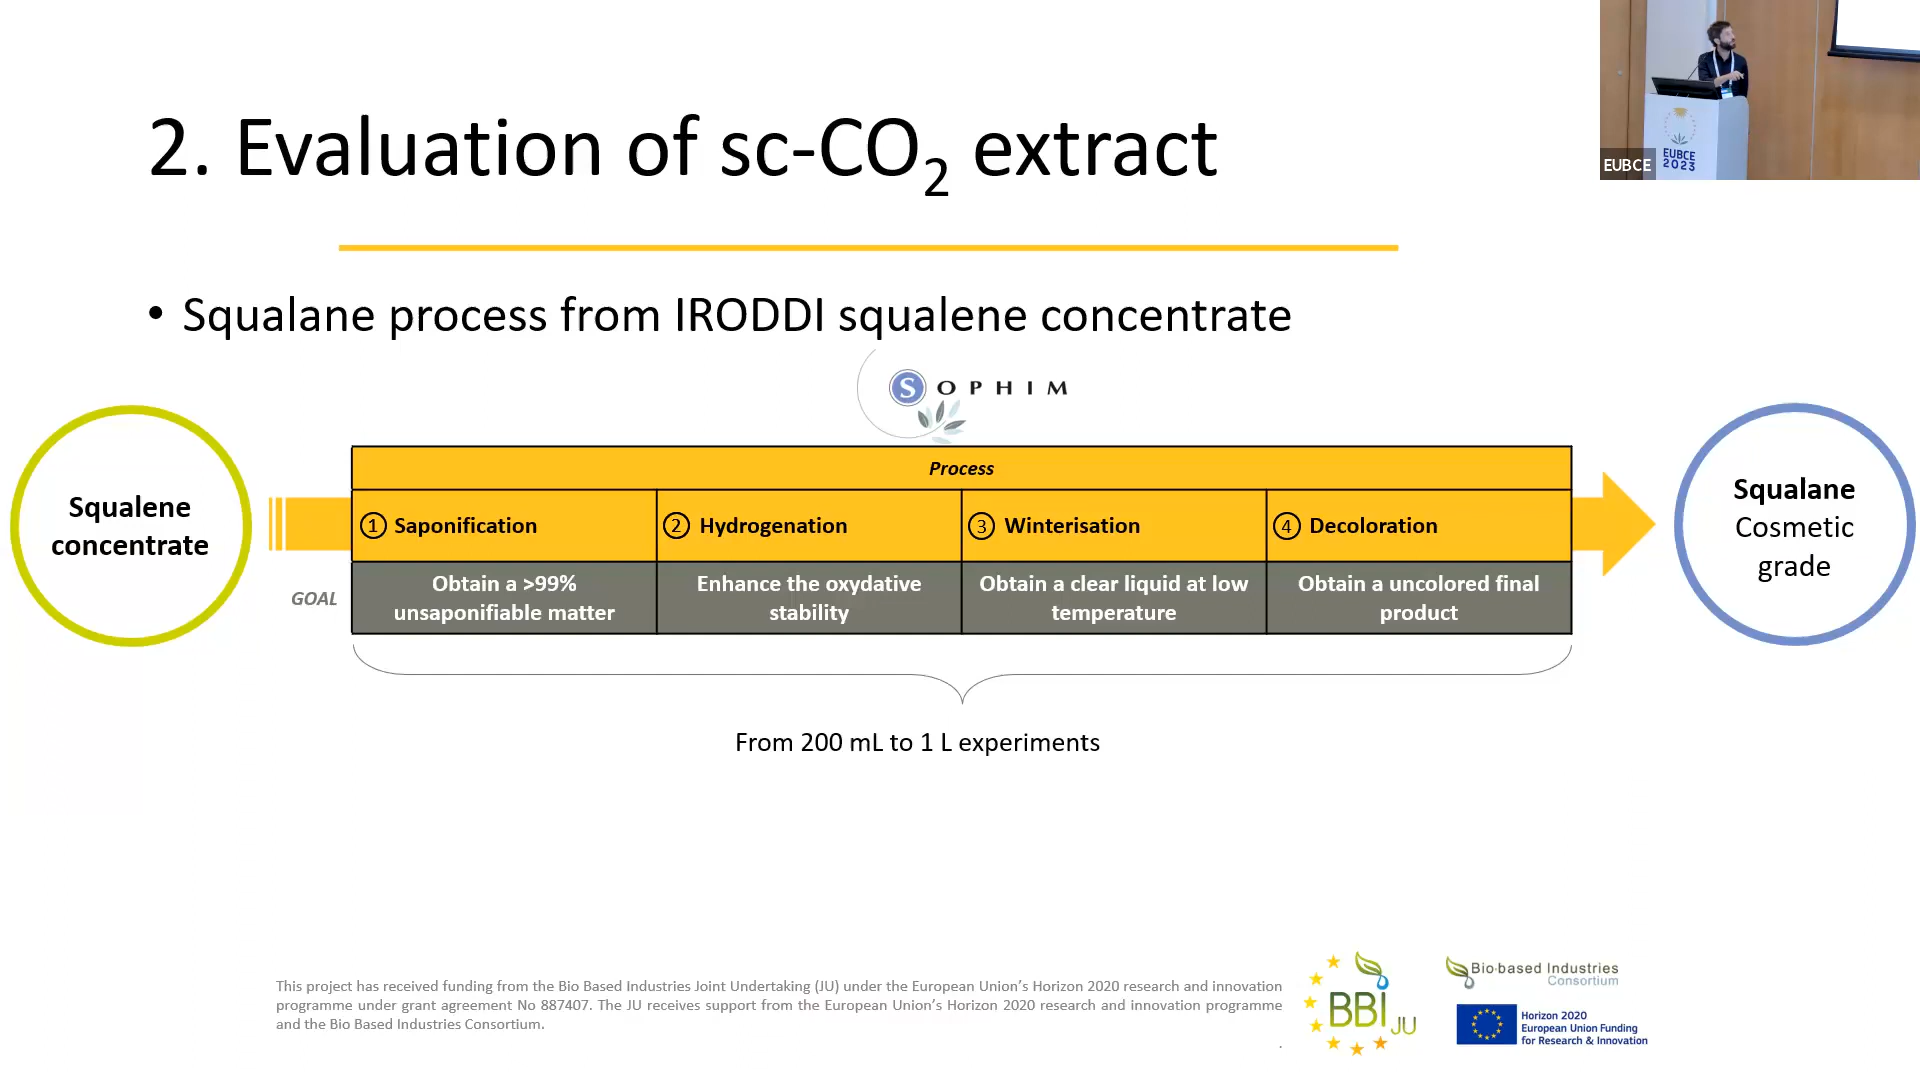 2. Evaluation of sc-CO2 extract
EUBCE
EUBCE
2023
• Squalane process from IRODDI squalene concentrate
SOPHIM
Squalene
concentrate
Process
1 Saponification
2 Hydrogenation
3 Winterisation
4 Decoloration
GOAL
Obtain a >99%
unsaponifiable matter
Enhance the oxydative
stability
Obtain a clear liquid at low
temperature
Obtain a uncolored final
product
Squalane
Cosmetic
grade
From 200 mL to 1 L experiments
This project has received funding from the Bio Based Industries Joint Undertaking (JU) under the European Union's Horizon 2020 research and innovation
programme under grant agreement No 887407. The JU receives support from the European Union's Horizon 2020 research and innovation programme
and the Bio Based Industries Consortium.
.
BBI JU
Bio-based Industries
Consortium
Horizon 2020
European Union Funding
for Research & Innovation